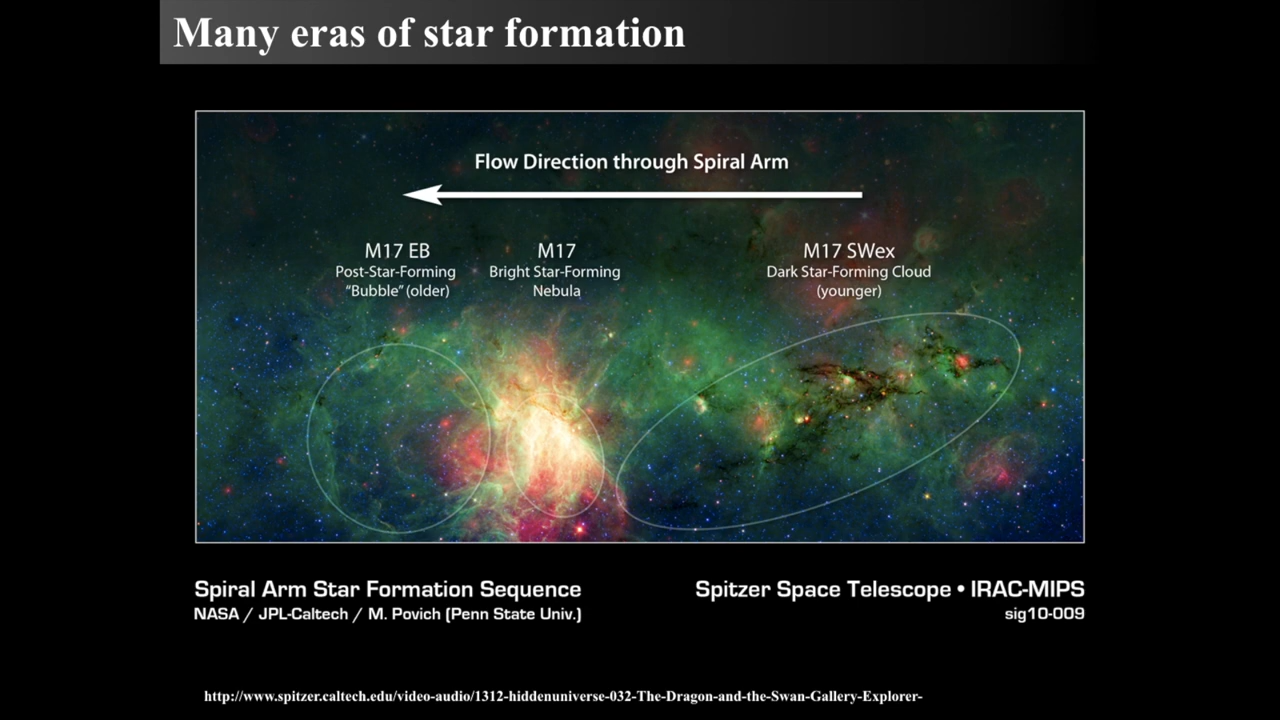 Many eras of star formation
Flow Direction through Spiral Arm
M17 EB
Post-Star-Forming
“Bubble” (older)
M17
Bright Star-Forming
Nebula
M17 SWex
Dark Star-Forming Cloud
(younger)
Spiral Arm Star Formation Sequence
NASA / JPL-Caltech / M. Povich (Penn State Univ.)
Spitzer Space Telescope • IRAC-MIPS
sig10-009
http://www.spitzer.caltech.edu/video-audio/1312-hiddenuniverse-032-The-Dragon-and-the-Swan-Gallery-Explorer-